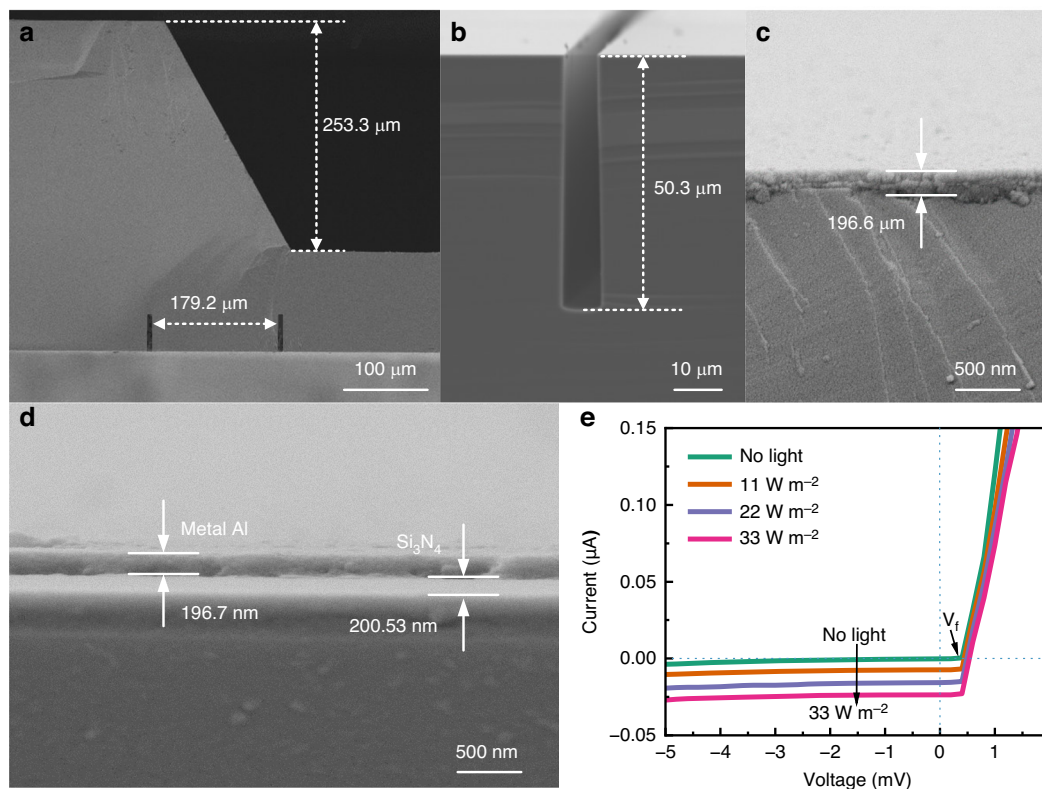 a
253.3 μm
179.2 μm
100 μm
b
50.3 μm
10 μm
c
196.6 μm
500 nm
d
Metal Al
Si₃N₄
196.7 nm
200.53 nm
500 nm
e
0.15
0.10
0.05
0.00
−0.05
Current (μA)
No light
11 W m⁻²
22 W m⁻²
33 W m⁻²
V_f
No light
33 W m⁻²
−5 −4 −3 −2 −1 0 1
Voltage (mV)